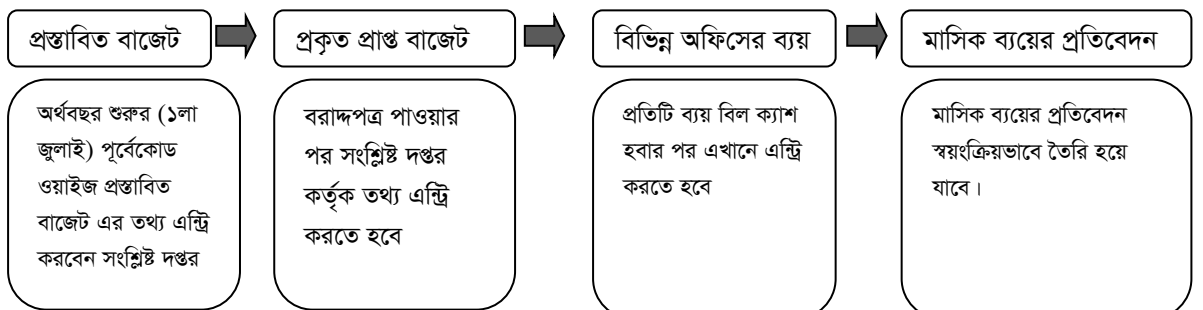 প্রস্তাবিত বাজেট
প্রকৃত প্রাপ্ত বাজেট
বিভিন্ন অফিসের ব্যয়
মাসিক ব্যয়ের প্রতিবেদন
অর্থবছর শুরুর (১লা
জুলাই) পূর্বেকোড
ওয়াইজ প্রস্তাবিত
বাজেট এর তথ্য এন্ট্রি
করবেন সংশ্লিষ্ট দপ্তর
বরাদ্দপত্র পাওয়ার
পর সংশ্লিষ্ট দপ্তর
কর্তৃক তথ্য এন্ট্রি
করতে হবে
প্রতিটি ব্যয় বিল ক্যাশ
হবার পর এখানে এন্ট্রি
করতে হবে
মাসিক ব্যয়ের প্রতিবেদন
স্বয়ংক্রিয়ভাবে তৈরি হয়ে
যাবে।